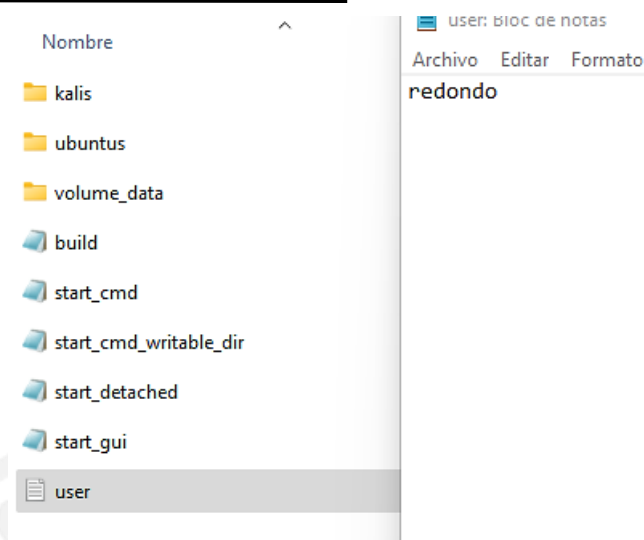 Nombre
kalis
ubuntus
volume_data
build
start_cmd
start_cmd_writable_dir
start_detached
start_gui
user
user: Bloc de notas
Archivo Editar Formato
redondo